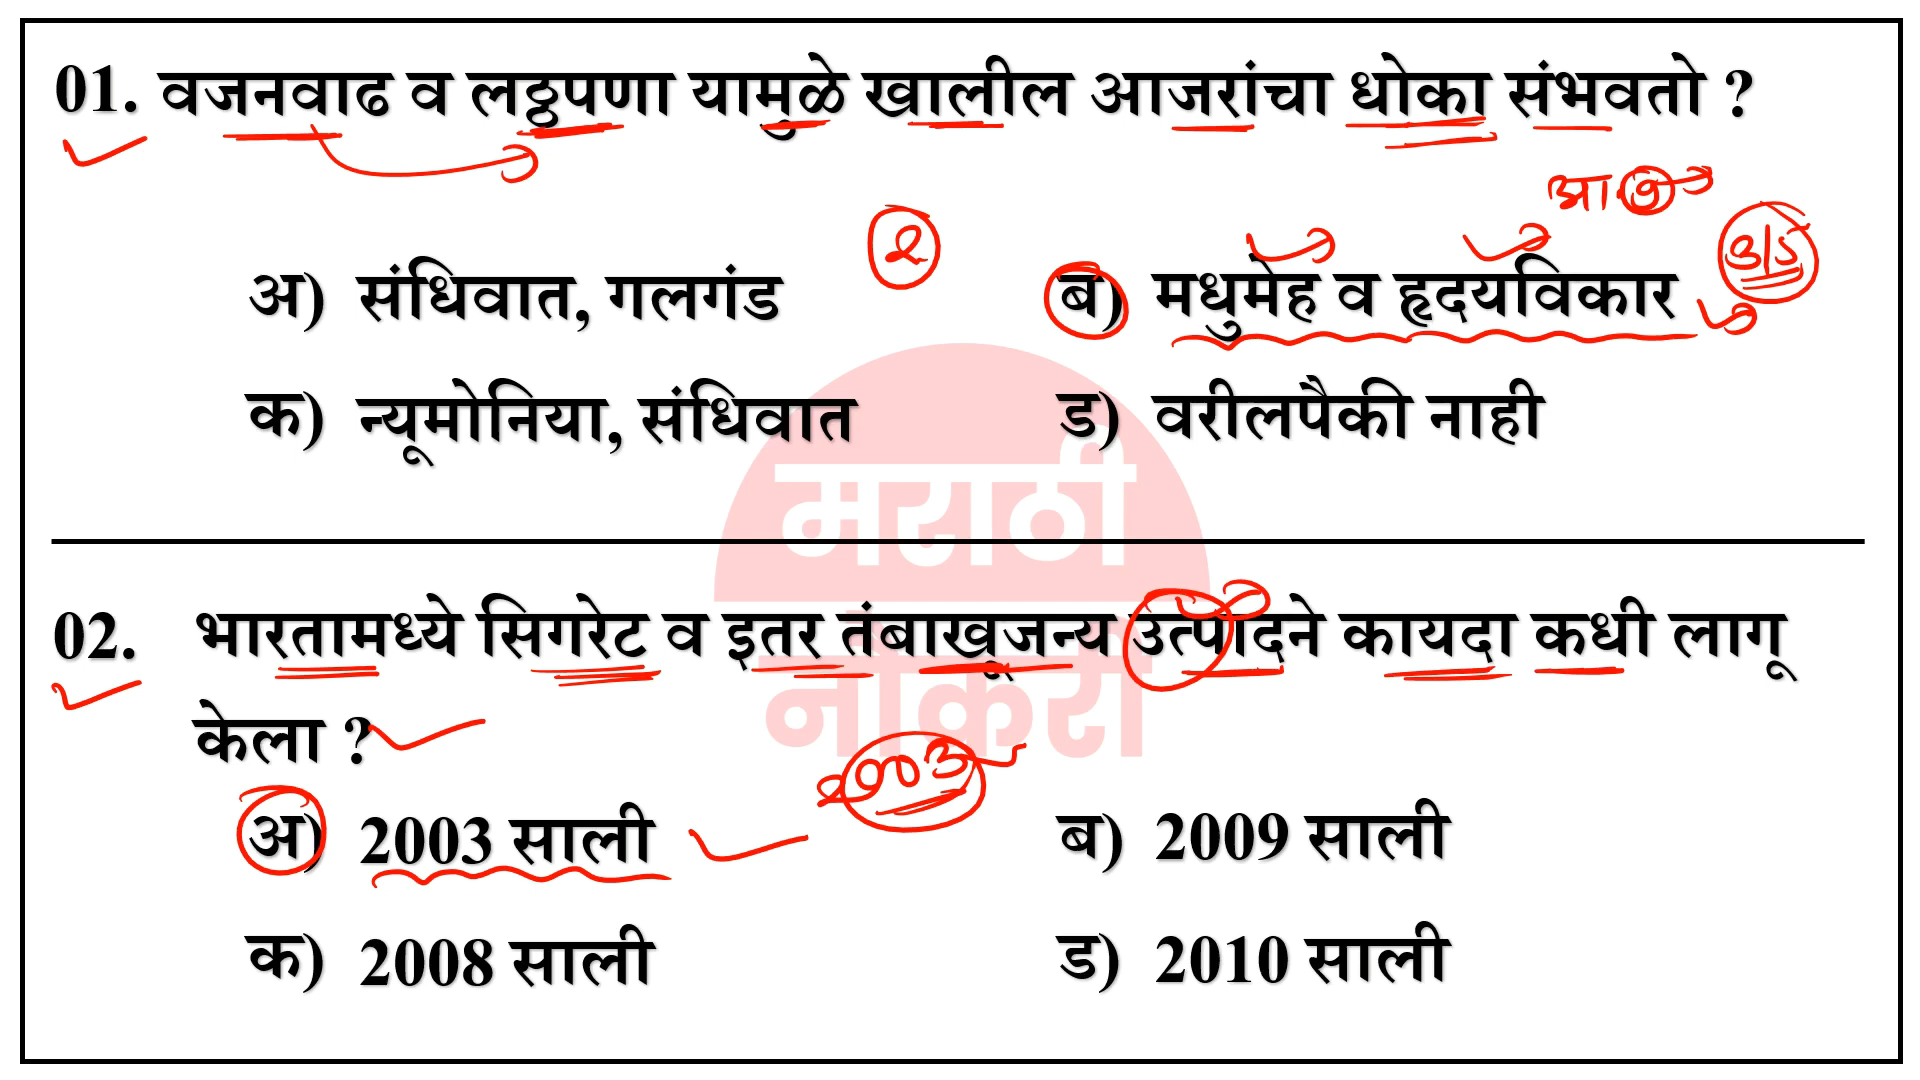 01. वजनवाढ व लठ्ठपणा यामुळे खालील आजरांचा धोका संभवतो ?
अ) संधिवात, गलगंड
२
ब) मधुमेह व हृदयविकार
क) न्यूमोनिया, संधिवात
ड) वरीलपैकी नाही
मराठी
नौकरी
02. भारतामध्ये सिगरेट व इतर तंबाखूजन्य उत्पादने कायदा कधी लागू
केला ?
2003
अ) 2003 साली
ब) 2009 साली
क) 2008 साली
ड) 2010 साली